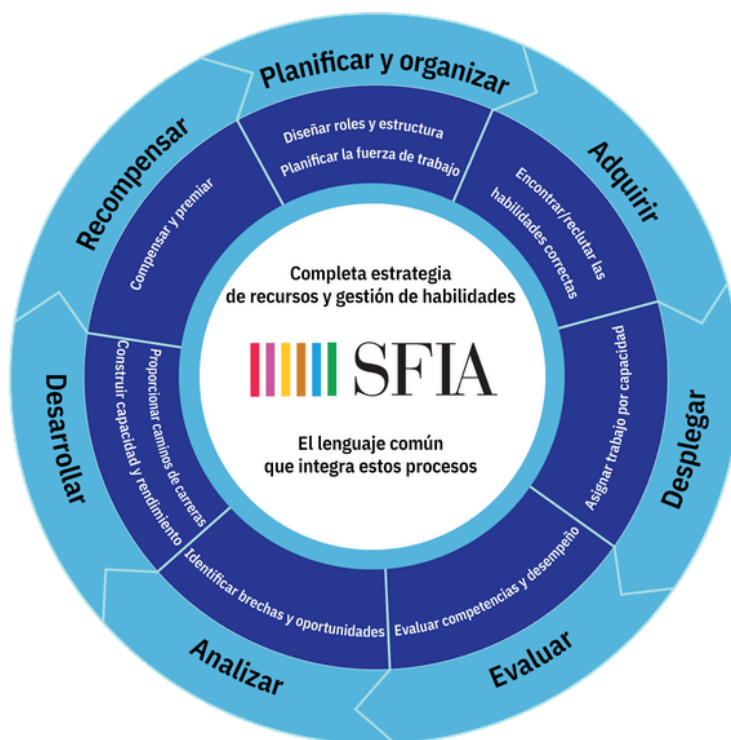 Planificar y organizar
Diseñar roles y estructura
Planificar la fuerza de trabajo
Adquirir
Encontrar/reclutar las
habilidades correctas
Desplegar
Asignar trabajo por capacidad
Evaluar
Evaluar competencias y desempeño
Analizar
Identificar brechas y oportunidades
Desarrollar
Proporcionar caminos de carreras
Construir capacidad y rendimiento
Recompensar
Compensar y premiar
Completa estrategia
de recursos y gestión de habilidades
SFIA
El lenguaje común
que integra estos procesos